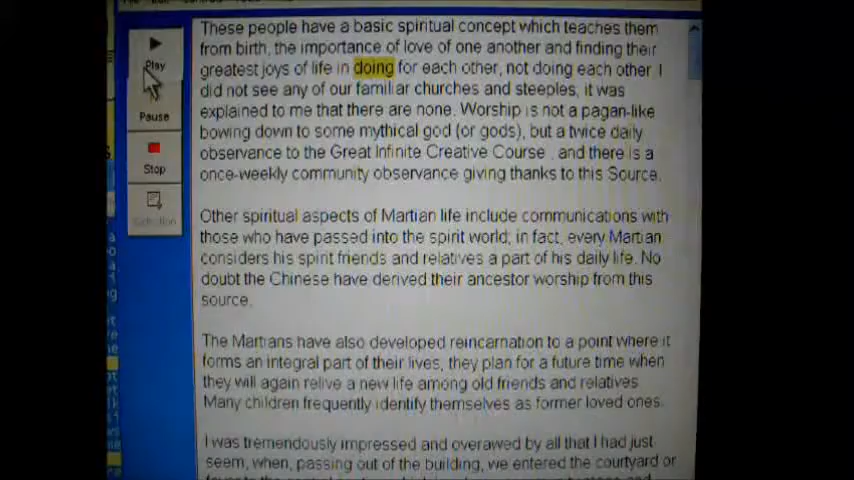 Play
Pause
Stop
Selection
These people have a basic spiritual concept which teaches them
from birth, the importance of love of one another and finding their
greatest joys of life in doing for each other, not doing each other. I
did not see any of our familiar churches and steeples, it was
explained to me that there are none. Worship is not a pagan-like
bowing down to some mythical god (or gods), but a twice daily
observance to the Great Infinite Creative Course , and there is a
once-weekly community observance giving thanks to this Source.
Other spiritual aspects of Martian life include communications with
those who have passed into the spirit world, in fact, every Martian
considers his spirit friends and relatives a part of his daily life. No
doubt the Chinese have derived their ancestor worship from this
source.
The Martians have also developed reincarnation to a point where it
forms an integral part of their lives, they plan for a future time when
they will again relive a new life among old friends and relatives
Many children frequently identify themselves as former loved ones.
I was tremendously impressed and overawed by all that I had just
seem, when, passing out of the building, we entered the courtyard or